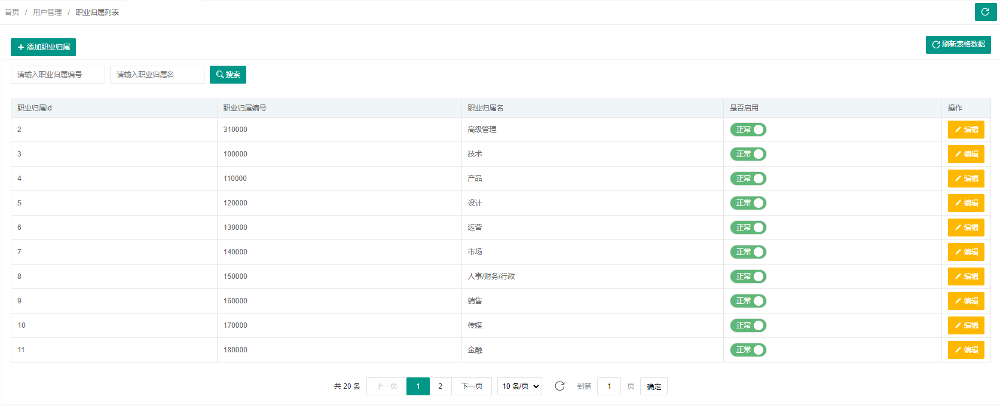 首页 / 用户管理 / 职业归属列表
添加职业归属
刷新表格数据
请输入职业归属编号 请输入职业归属名 搜索
职业归属id 职业归属编号 职业归属名 是否启用 操作
2 310000 高级管理 正常 编辑
3 100000 技术 正常 编辑
4 110000 产品 正常 编辑
5 120000 设计 正常 编辑
6 130000 运营 正常 编辑
7 140000 市场 正常 编辑
8 150000 人事/财务/行政 正常 编辑
9 160000 销售 正常 编辑
10 170000 传媒 正常 编辑
11 180000 金融 正常 编辑
共 20 条 上一页 1 2 下一页 10 条/页 到第 1 页 确定